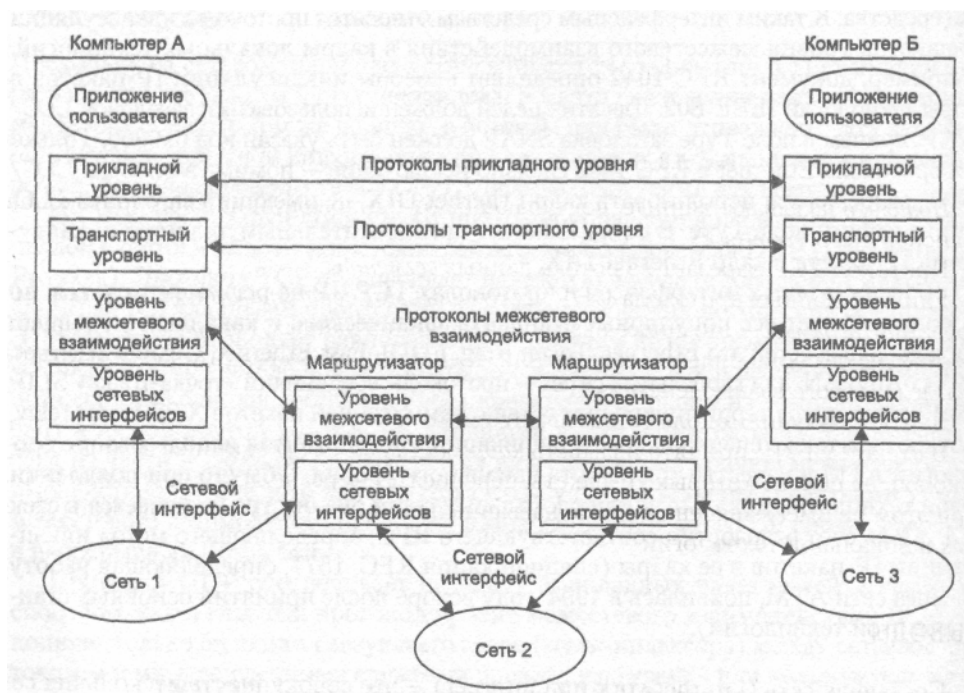 Компьютер А
Компьютер Б
Приложение
пользователя
Приложение
пользователя
Прикладной
уровень
Протоколы прикладного уровня
Прикладной
уровень
Транспортный
уровень
Протоколы транспортного уровня
Транспортный
уровень
Уровень
межсетевого
взаимодействия
Протоколы межсетевого
взаимодействия
Уровень
межсетевого
взаимодействия
Уровень
сетевых
интерфейсов
Маршрутизатор
Уровень
межсетевого
взаимодействия
Маршрутизатор
Уровень
межсетевого
взаимодействия
Уровень
сетевых
интерфейсов
Сетевой
интерфейс
Уровень
сетевых
интерфейсов
Уровень
сетевых
интерфейсов
Сетевой
интерфейс
Сетевой
интерфейс
Сеть 1
Сеть 3
Сеть 2